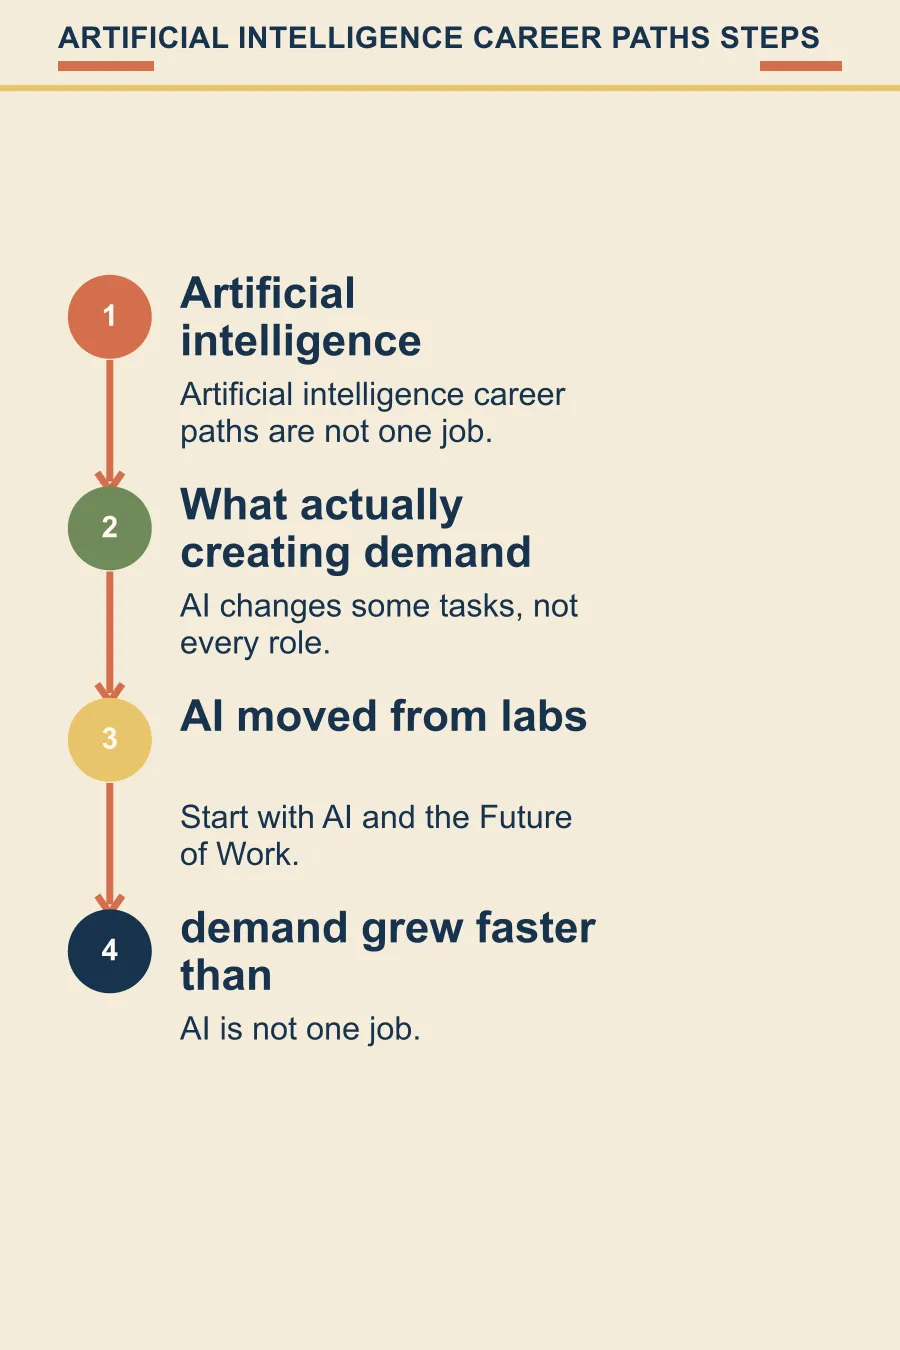 ARTIFICIAL INTELLIGENCE CAREER PATHS STEPS
1
Artificial
intelligence
Artificial intelligence career
paths are not one job.
2
What actually
creating demand
AI changes some tasks, not
every role.
3
AI moved from labs
Start with AI and the Future
of Work.
4
demand grew faster
than
AI is not one job.